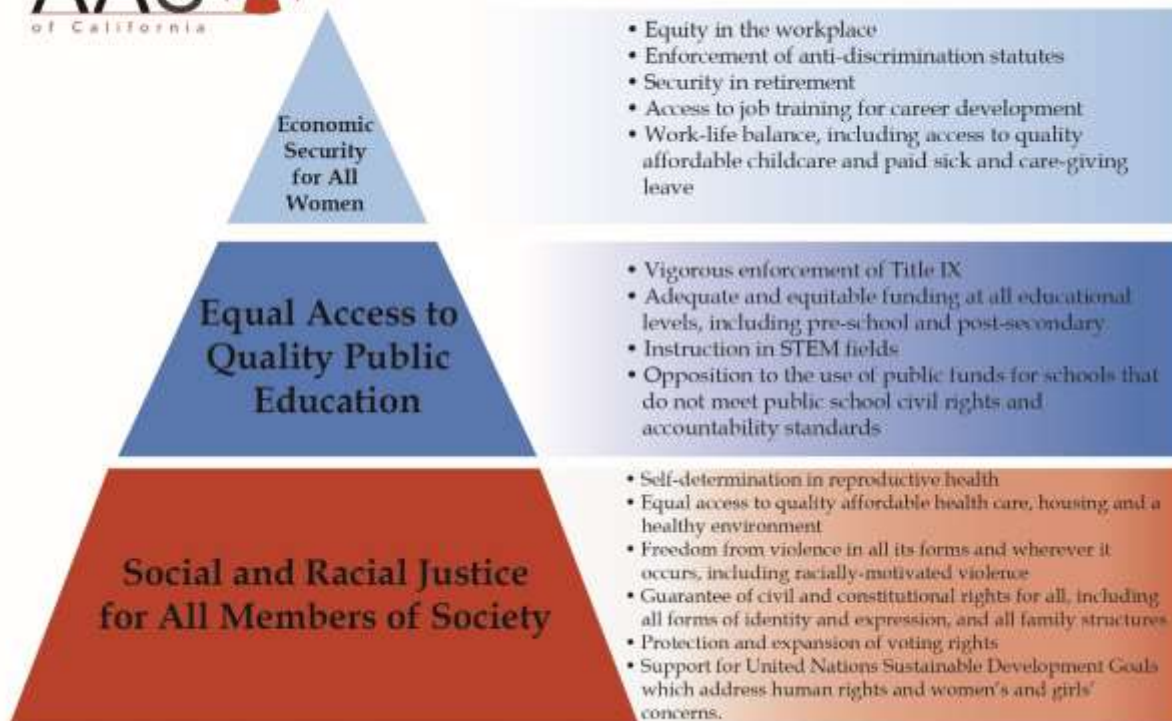 of California
Economic
Security
for All
Women
• Equity in the workplace
• Enforcement of anti-discrimination statutes
• Security in retirement
• Access to job training for career development
• Work-life balance, including access to quality
affordable childcare and paid sick and care-giving
leave
Equal Access to
Quality Public
Education
• Vigorous enforcement of Title IX
• Adequate and equitable funding at all educational
levels, including pre-school and post-secondary
• Instruction in STEM fields
• Opposition to the use of public funds for schools that
do not meet public school civil rights and
accountability standards
Social and Racial Justice
for All Members of Society
• Self-determination in reproductive health
• Equal access to quality affordable health care, housing and a
healthy environment
• Freedom from violence in all its forms and wherever it
occurs, including racially-motivated violence
• Guarantee of civil and constitutional rights for all, including
all forms of identity and expression, and all family structures
• Protection and expansion of voting rights
• Support for United Nations Sustainable Development Goals
which address human rights and women's and girls'
concerns.